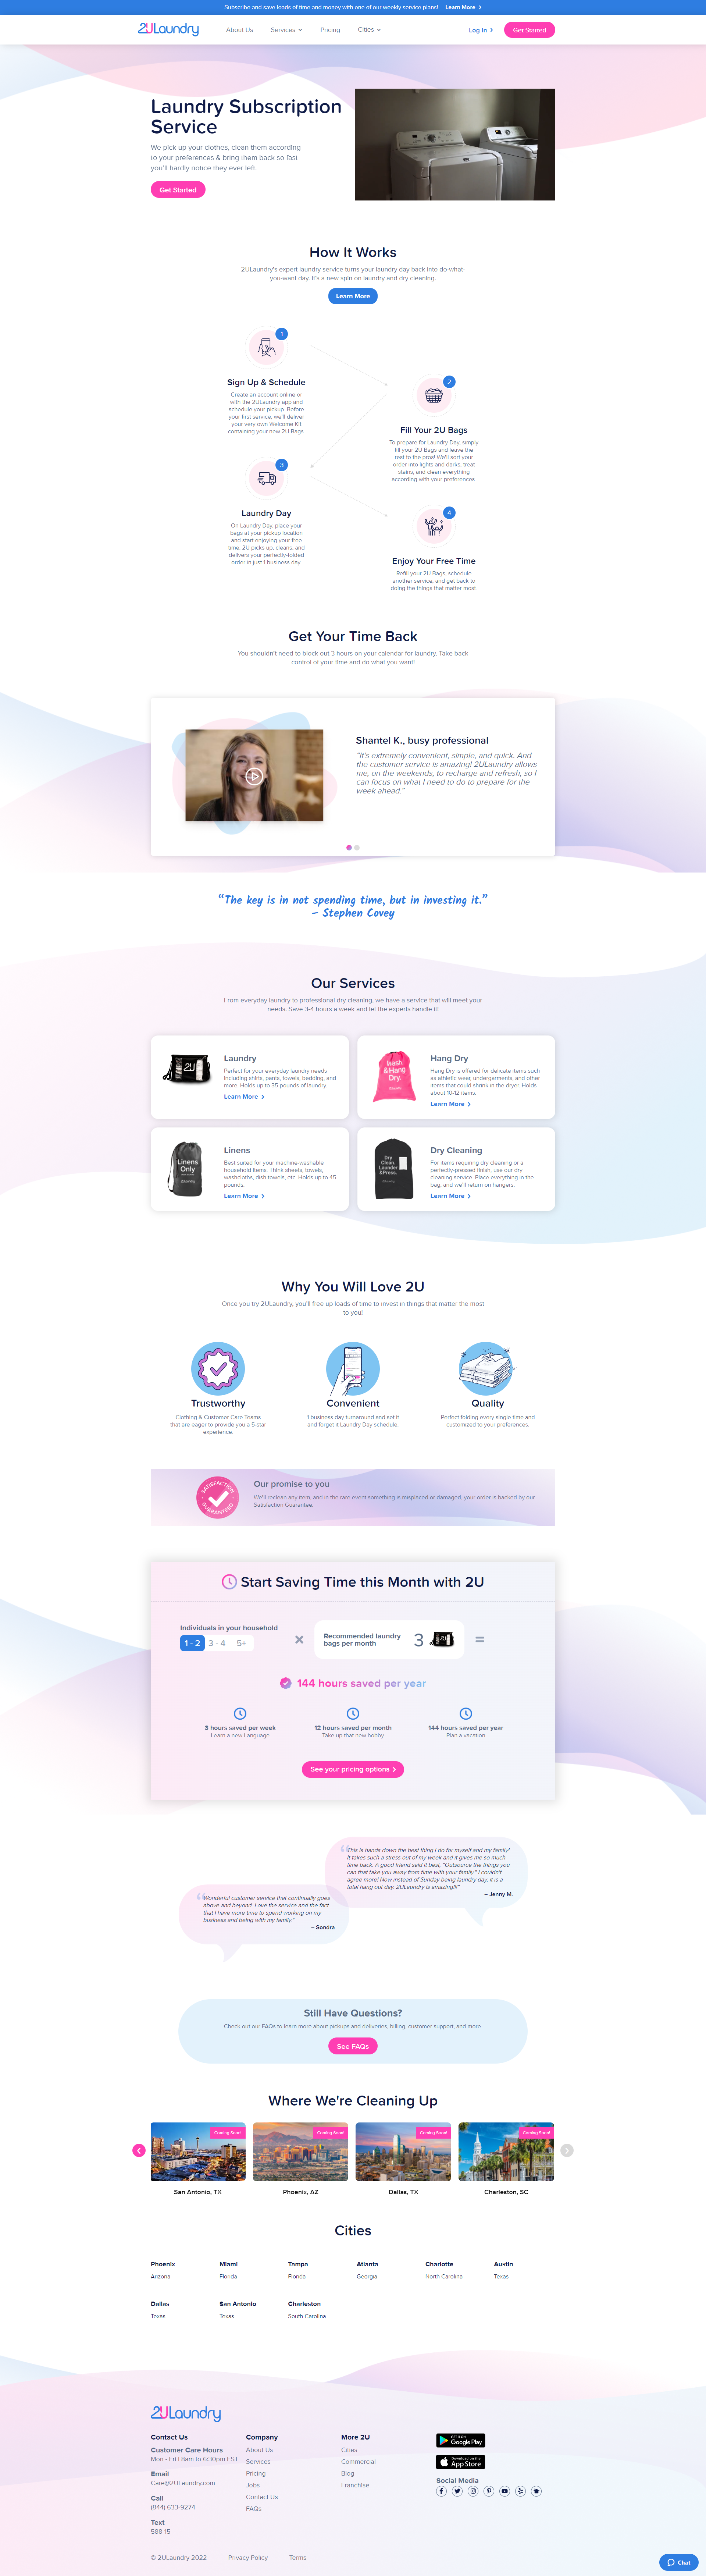 Subscribe and save loads of time and money with one of our weekly service plans! Learn More
2ULaundry About Us Services Pricing Cities Log in Get Started
Laundry Subscription
Service
We pick up your clothes, clean them according
to your preferences & bring them back so fast
you'll hardly notice they ever left.
Get Started
How It Works
2ULaundry's expert laundry service turns your laundry day back into do-what-
you-want day. It's a new spin on laundry and dry cleaning.
Learn More
1
Sign Up & Schedule
Create an account online or
with the 2ULaundry app and
schedule your pickup. Before
your first service, we'll deliver
your very own Welcome Kit
containing your new 2U Bags.
2
Fill Your 2U Bags
To prepare for Laundry Day, simply
fill your 2U Bags and leave the
rest to the pros! We'll sort your
order into lights and darks, treat
stains, and clean everything
according with your preferences.
3
Laundry Day
On Laundry Day, place your
bags at your pickup location
and start enjoying your free
time. 2U picks up, cleans, and
delivers your perfectly-folded
order in just 1 business day.
4
Enjoy Your Free Time
Refill your 2U Bags, schedule
another service, and get back to
doing the things that matter most.
Get Your Time Back
You shouldn't need to block out 3 hours on your calendar for laundry. Take back
control of your time and do what you want!
Shantel K., busy professional
"It's extremely convenient, simple, and quick. And
the customer service is amazing! 2ULaundry allows
me, on the weekends, to recharge and refresh, so I
can focus on what I need to do to prepare for the
week ahead."
"The key is in not spending time, but in investing it."
– Stephen Covey
Our Services
From everyday laundry to professional dry cleaning, we have a service that will meet your
needs. Save 3-4 hours a week and let the experts handle it!
2U
Laundry
Perfect for your everyday laundry needs
including shirts, pants, towels, bedding, and
more. Holds up to 35 pounds of laundry.
Learn More
Wash
& Hang
Dry.
Hang Dry
Hang Dry is offered for delicate items such
as athletic wear, undergarments, and other
items that could shrink in the dryer. Holds
about 10-12 items.
Learn More
Linens
Only
Linens
Best suited for your machine-washable
household items. Think sheets, towels,
washcloths, dish towels, etc. Holds up to 45
pounds.
Learn More
Dry
Clean,
Launder
& Press.
Dry Cleaning
For items requiring dry cleaning or a
perfectly-pressed finish, use our dry
cleaning service. Place everything in the
bag, and we'll return on hangers.
Learn More
Why You Will Love 2U
Once you try 2ULaundry, you'll free up loads of time to invest in things that matter the most
to you!
Trustworthy
Clothing & Customer Care Teams
that are eager to provide you a 5-star
experience.
Convenient
1 business day turnaround and set it
and forget it Laundry Day schedule.
Quality
Perfect folding every single time and
customized to your preferences.
SATISFACTION
GUARANTEED
Our promise to you
We'll reclean any item, and in the rare event something is misplaced or damaged, your order is backed by our
Satisfaction Guarantee.
Start Saving Time this Month with 2U
Individuals in your household
1 - 2 3 - 4 5+
×
Recommended laundry
bags per month
3
=
144 hours saved per year
3 hours saved per week
Learn a new Language
12 hours saved per month
Take up that new hobby
144 hours saved per year
Plan a vacation
See your pricing options
"This is hands down the best thing I do for myself and my family!
It takes such a stress out of my week and it gives me so much
time back. A good friend said it best, "Outsource the things you
can that take you away from time with your family." I couldn't
agree more! Now instead of Sunday being laundry day, it is a
total hang out day. 2ULaundry is amazing!!!"
– Jenny M.
"Wonderful customer service that continually goes
above and beyond. Love the service and the fact
that I have more time to spend working on my
business and being with my family."
– Sondra
Still Have Questions?
Check out our FAQs to learn more about pickups and deliveries, billing, customer support, and more.
See FAQs
Where We're Cleaning Up
Coming Soon! Coming Soon! Coming Soon! Coming Soon!
San Antonio, TX Phoenix, AZ Dallas, TX Charleston, SC
Cities
Phoenix Miami Tampa Atlanta Charlotte Austin
Arizona Florida Florida Georgia North Carolina Texas
Dallas San Antonio Charleston
Texas Texas South Carolina
2ULaundry
Contact Us
Customer Care Hours
Mon - Fri | 8am to 6:30pm EST
Email
Care@2ULaundry.com
Call
(844) 633-9274
Text
588-15
Company
About Us
Services
Pricing
Jobs
Contact Us
FAQs
More 2U
Cities
Commercial
Blog
Franchise
GET IT ON
Google Play
Download on the
App Store
Social Media
© 2ULaundry 2022 Privacy Policy Terms
Chat